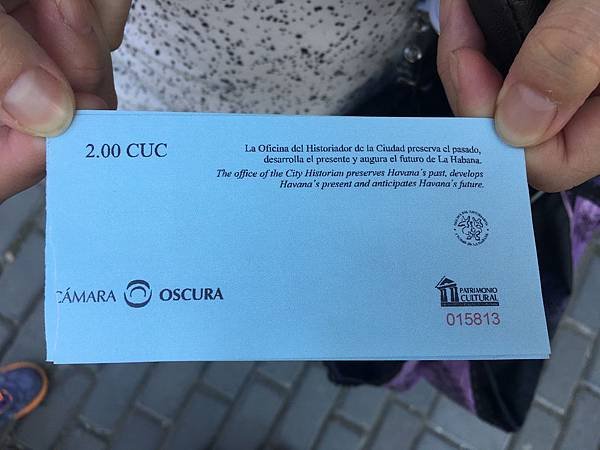 2.00 CUC
La Oficina del Historiador de la Ciudad preserva el pasado,
desarrolla el presente y augura el futuro de La Habana.
The office of the City Historian preserves Havana's past, develops
Havana's present and anticipates Havana's future.
CÁMARA OSCURA
PATRIMONIO
CULTURAL
015813